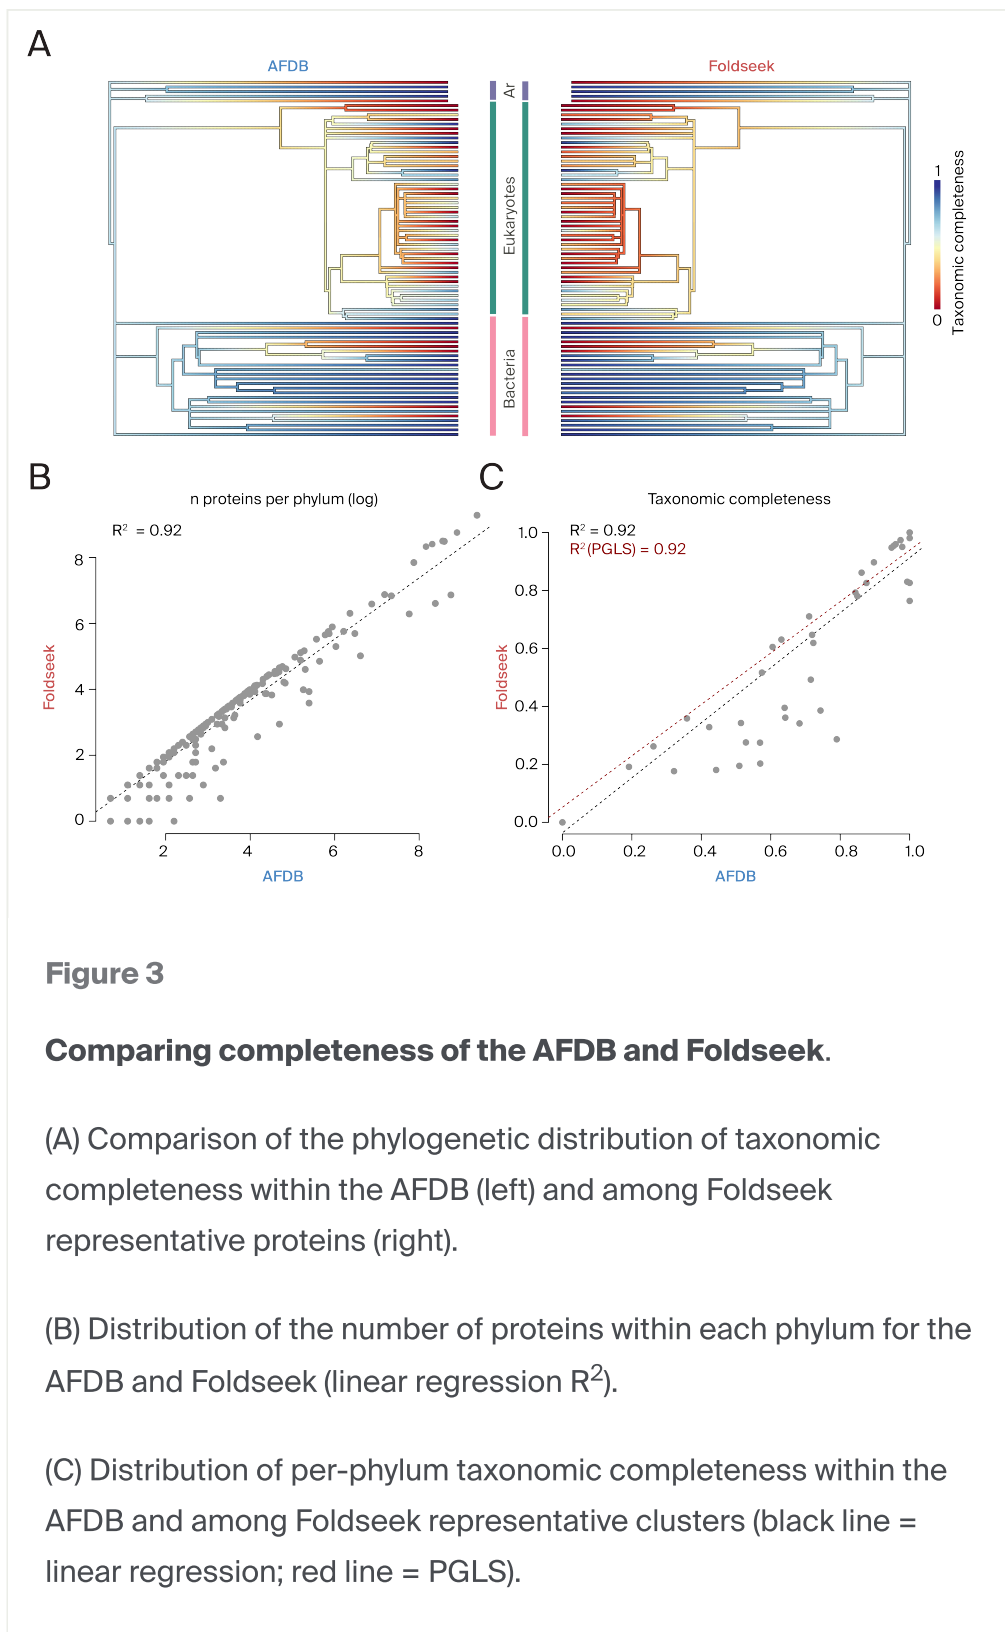 A
AFDB
Foldseek
Ar
Eukaryotes
Bacteria
1
0
Taxonomic completeness
B
n proteins per phylum (log)
R² = 0.92
8
6
4
2
0
Foldseek
2 4 6 8
AFDB
C
Taxonomic completeness
R² = 0.92
R² (PGLS) = 0.92
1.0
0.8
0.6
0.4
0.2
0.0
Foldseek
0.0 0.2 0.4 0.6 0.8 1.0
AFDB
Figure 3
Comparing completeness of the AFDB and Foldseek.
(A) Comparison of the phylogenetic distribution of taxonomic
completeness within the AFDB (left) and among Foldseek
representative proteins (right).
(B) Distribution of the number of proteins within each phylum for the
AFDB and Foldseek (linear regression R²).
(C) Distribution of per-phylum taxonomic completeness within the
AFDB and among Foldseek representative clusters (black line =
linear regression; red line = PGLS).